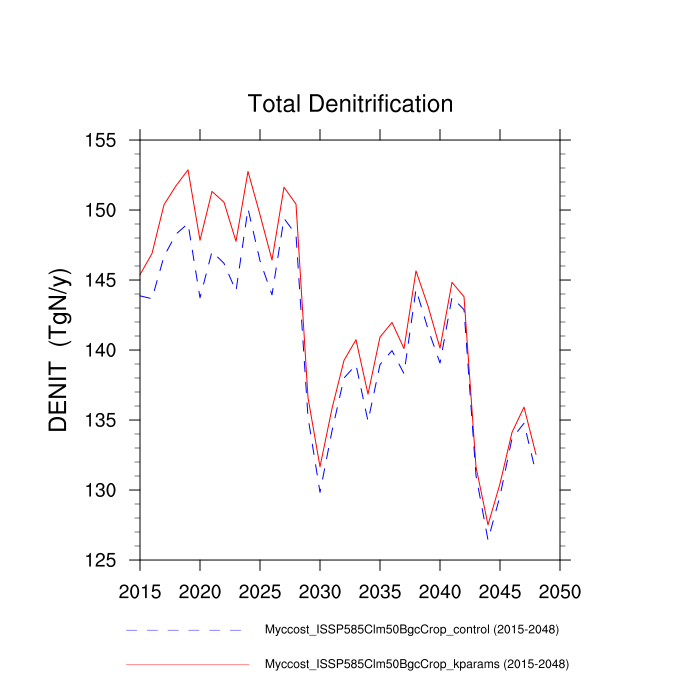 Total Denitrification
DENIT (TgN/y)
155
150
145
140
135
130
125
2015 2020 2025 2030 2035 2040 2045 2050
Myccost_ISSP585Clm50BgcCrop_control (2015-2048)
Myccost_ISSP585Clm50BgcCrop_kparams (2015-2048)